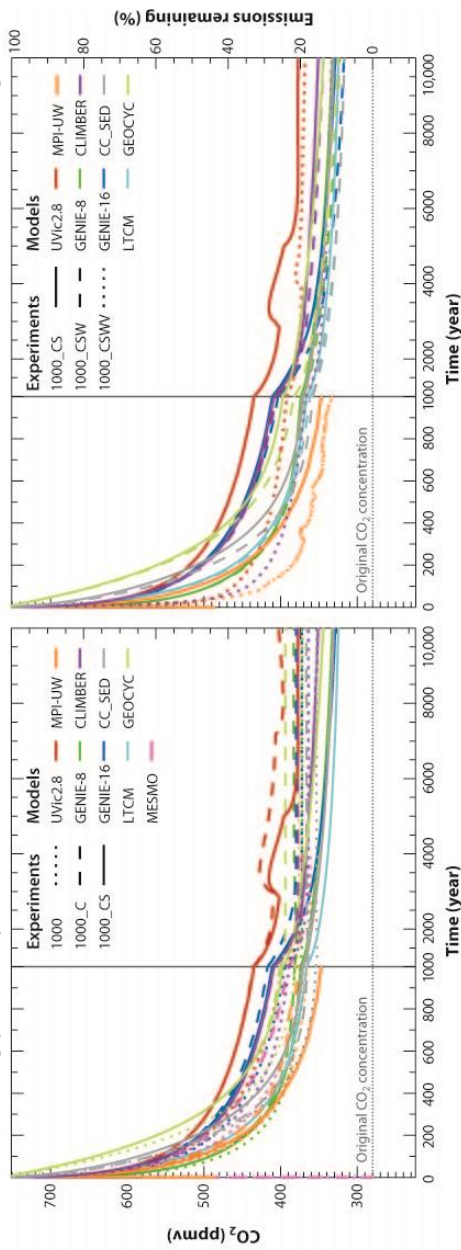 CO₂ (ppmv)
700
600
500
400
300
Experiments Models
1000 UVic2.8 MPI-UW
1000_C GENIE-8 CLIMBER
1000_CS GENIE-16 CC_SED
LTCM GEOCYC
MESMO
Original CO₂ concentration
0 200 400 600 800 1000 2000 4000 6000 8000 10,000
Time (year)
Experiments Models
1000_CS UVic2.8 MPI-UW
1000_CSW GENIE-8 CLIMBER
1000_CSWV GENIE-16 CC_SED
LTCM GEOCYC
Original CO₂ concentration
0 200 400 600 800 1000 2000 4000 6000 8000 10,000
Time (year)
100
80
60
40
20
0
Emissions remaining (%)